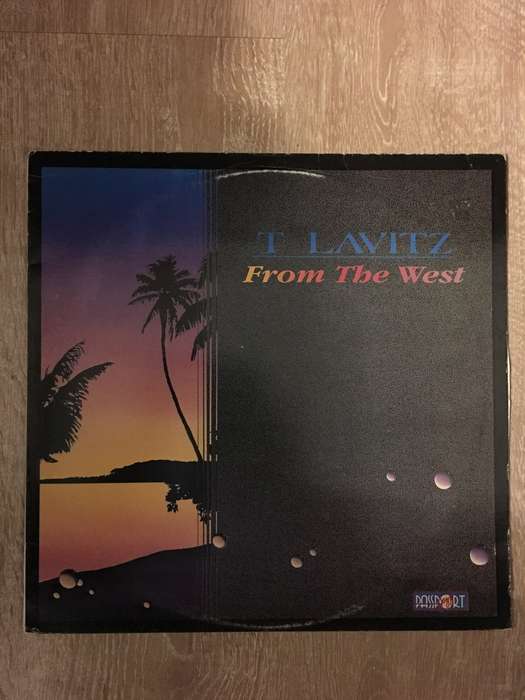 T LAVITZ
From The West
PASSPORT